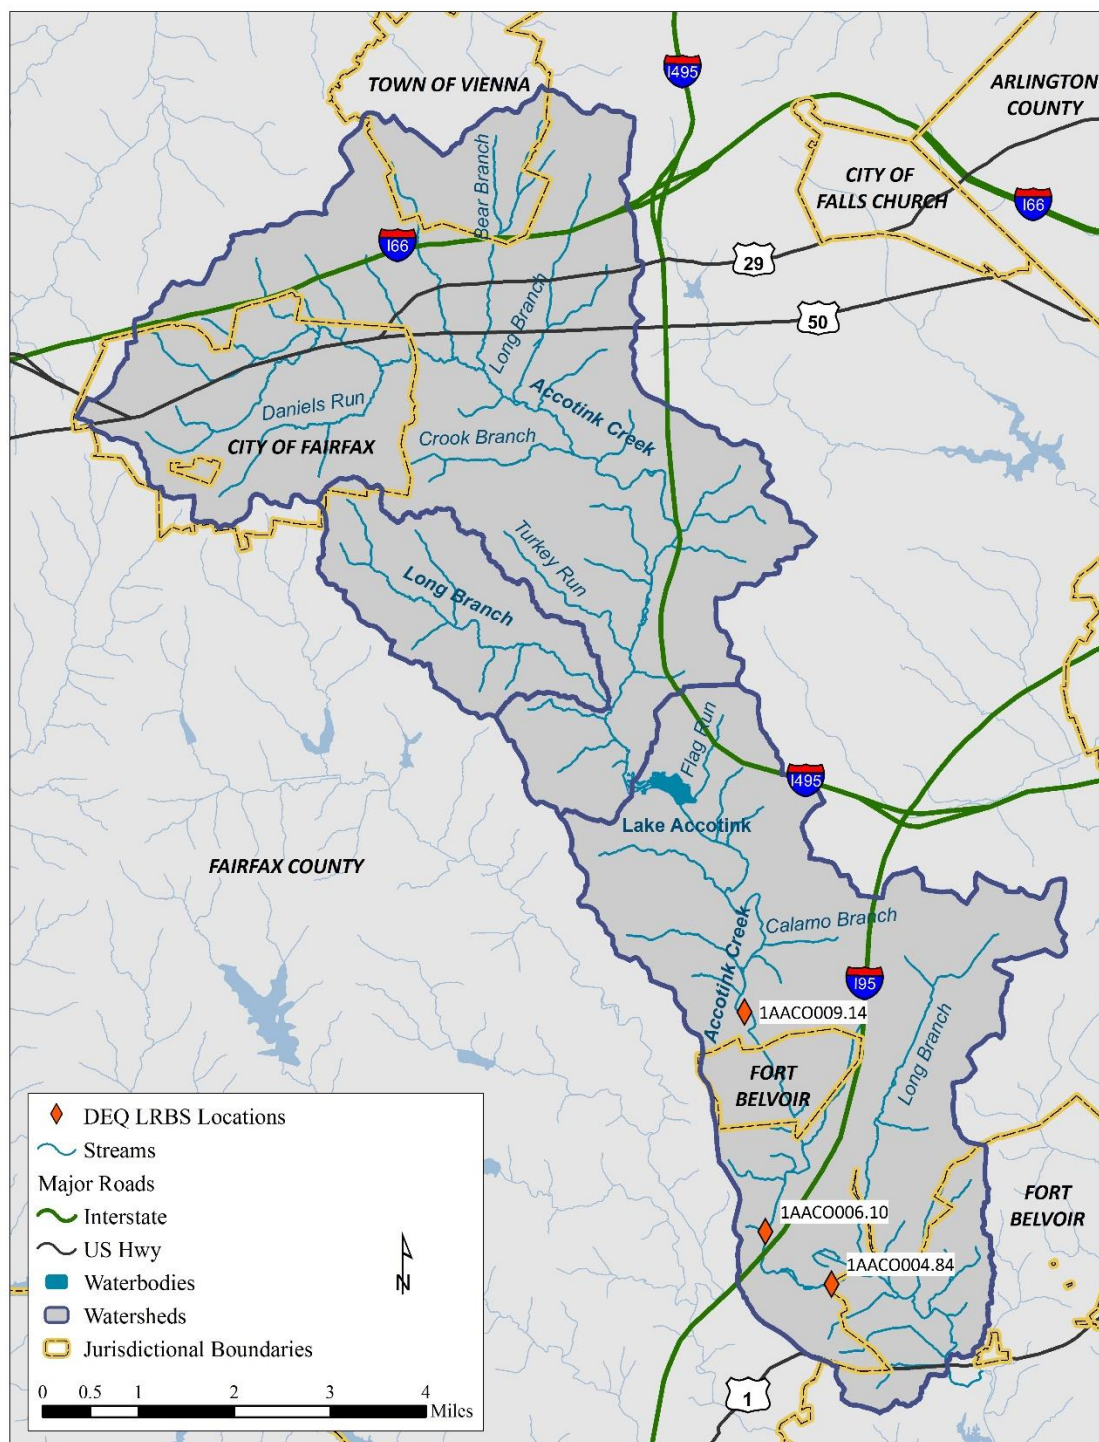 I495
TOWN OF VIENNA
ARLINGTON
COUNTY
Bear Branch
CITY OF
FALLS CHURCH
I66
I66
29
50
Long Branch
Accotink Creek
Daniels Run
Crook Branch
CITY OF FAIRFAX
Turkey Run
Long Branch
Flag Run
I495
Lake Accotink
FAIRFAX COUNTY
Calamo Branch
Accotink Creek
I95
1AACO009.14
Long Branch
FORT
BELVOIR
FORT
BELVOIR
1AACO006.10
1AACO004.84
1
DEQ LRBS Locations
Streams
Major Roads
Interstate
US Hwy
N
Waterbodies
Watersheds
Jurisdictional Boundaries
0 0.5 1 2 3 4
Miles